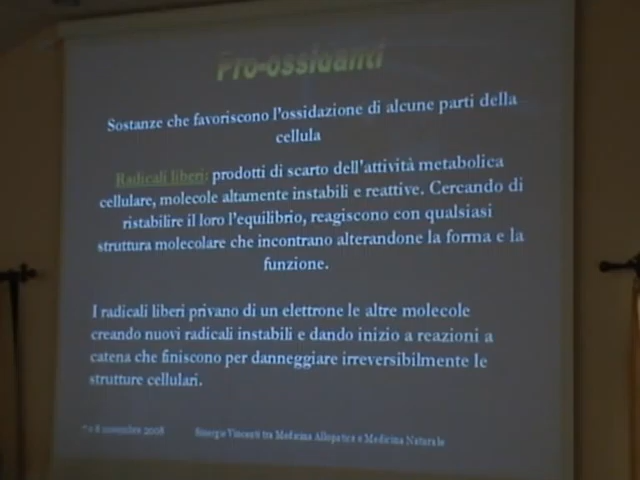 Pro-ossidanti
Sostanze che favoriscono l'ossidazione di alcune parti della
cellula
Radicali liberi: prodotti di scarto dell'attività metabolica
cellulare, molecole altamente instabili e reattive. Cercando di
ristabilire il loro l'equilibrio, reagiscono con qualsiasi
struttura molecolare che incontrano alterandone la forma e la
funzione.
I radicali liberi privano di un elettrone le altre molecole
creando nuovi radicali instabili e dando inizio a reazioni a
catena che finiscono per danneggiare irreversibilmente le
strutture cellulari.
8 novembre 2008
Sinergie Vincenti tra Medicina Allopatica e Medicina Naturale